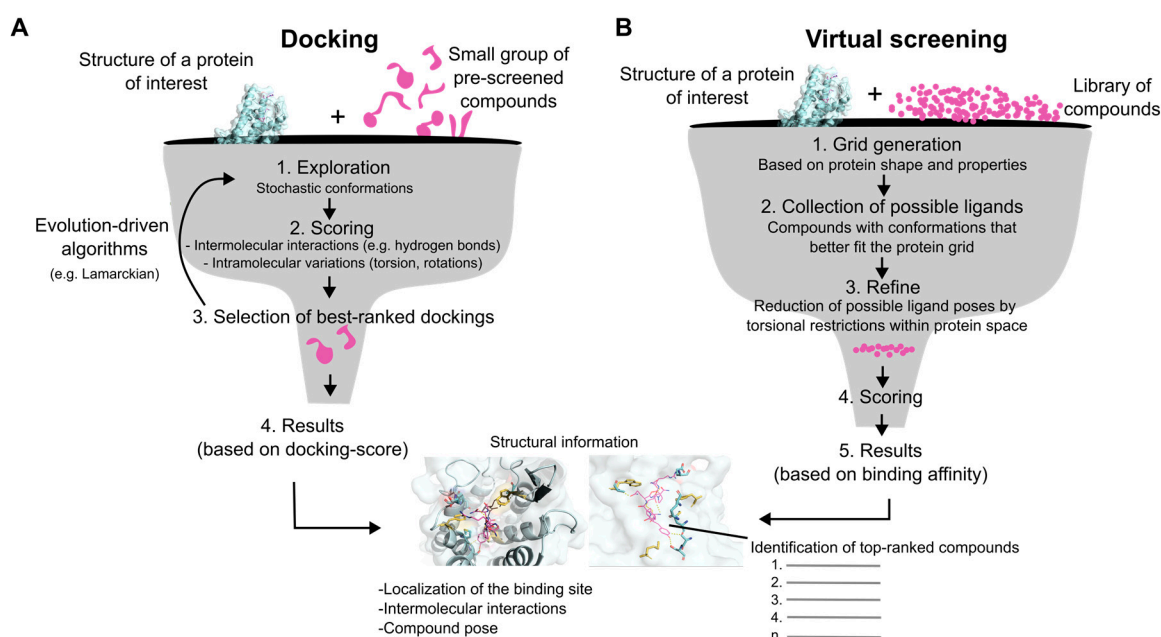 A
Docking
Structure of a protein
of interest
+
Small group of
pre-screened
compounds
1. Exploration
Stochastic conformations
2. Scoring
- Intermolecular interactions (e.g. hydrogen bonds)
- Intramolecular variations (torsion, rotations)
Evolution-driven
algorithms
(e.g. Lamarckian)
3. Selection of best-ranked dockings
4. Results
(based on docking-score)
B
Virtual screening
Structure of a protein
of interest
+
Library of
compounds
1. Grid generation
Based on protein shape and properties
2. Collection of possible ligands
Compounds with conformations that
better fit the protein grid
3. Refine
Reduction of possible ligand poses by
torsional restrictions within protein space
4. Scoring
5. Results
(based on binding affinity)
Structural information
-Localization of the binding site
-Intermolecular interactions
-Compound pose
Identification of top-ranked compounds
1.
2.
3.
4.
n